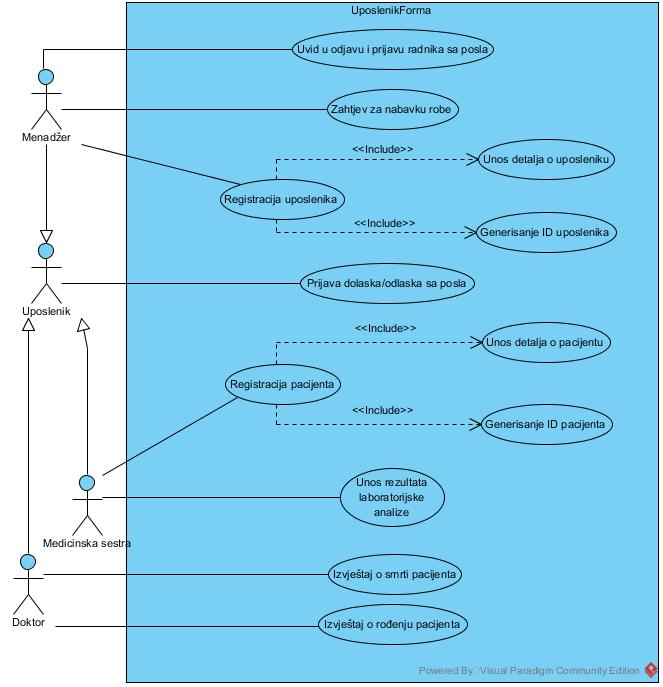 UposlenikForma
Uvid u odjavu i prijavu radnika sa posla
Zahtjev za nabavku robe
Menadžer
<<Include>>
Unos detalja o uposleniku
Registracija uposlenika
<<Include>>
Generisanje ID uposlenika
Prijava dolaska/odlaska sa posla
Uposlenik
<<Include>>
Unos detalja o pacijentu
Registracija pacijenta
<<Include>>
Generisanje ID pacijenta
Unos rezultata
laboratorijske
analize
Medicinska sestra
Izvještaj o smrti pacijenta
Doktor
Izvještaj o rođenju pacijenta
Powered By Visual Paradigm Community Edition